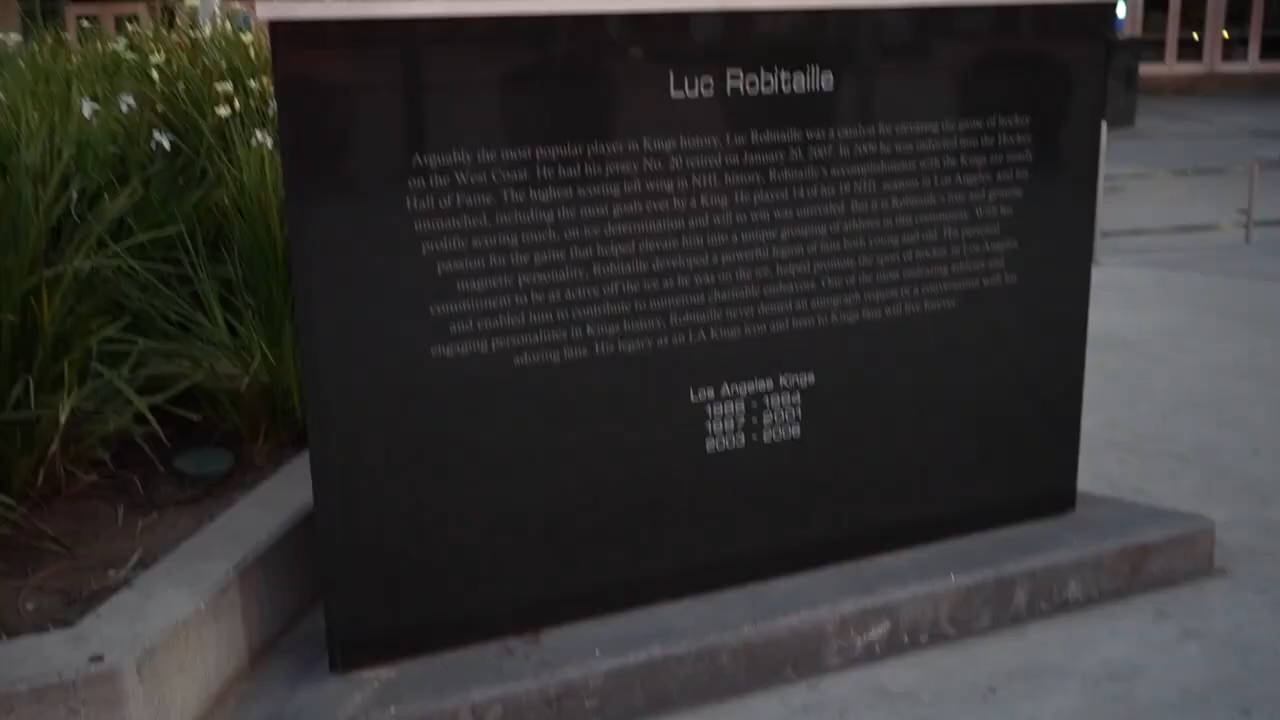 Luc Robitaille
Arguably the most popular player in Kings history, Luc Robitaille was a catalyst for elevating the game of hockey
on the West Coast. He had his jersey No. 20 retired on January 20, 2007. In 2009 he was inducted into the Hockey
Hall of Fame. The highest scoring left wing in NHL history, Robitaille's accomplishments with the Kings are nearly
unmatched, including the most goals ever by a King. He played 14 of his 19 NHL seasons in Los Angeles, and his
prolific scoring touch, on-ice determination and will to win was unrivaled. But it is Robitaille's and genuine
passion for the game that helped elevate him into a unique grouping of in this community. With his
magnetic personality, Robitaille developed a powerful legion of fans both young and old. His personal
commitment to be as active off the ice as he was on the ice, helped promote the sport of hockey in Los Angeles
and enabled him to contribute to numerous charitable endeavors. One of the most enduring athletes and
engaging personalities in Kings history, Robitaille never denied an autograph request or a conversation with his
adoring fans. His legacy as an LA Kings icon and hero to Kings fans will live forever.
Los Angeles Kings
1986 - 1994
1997 - 2001
2003 - 2006